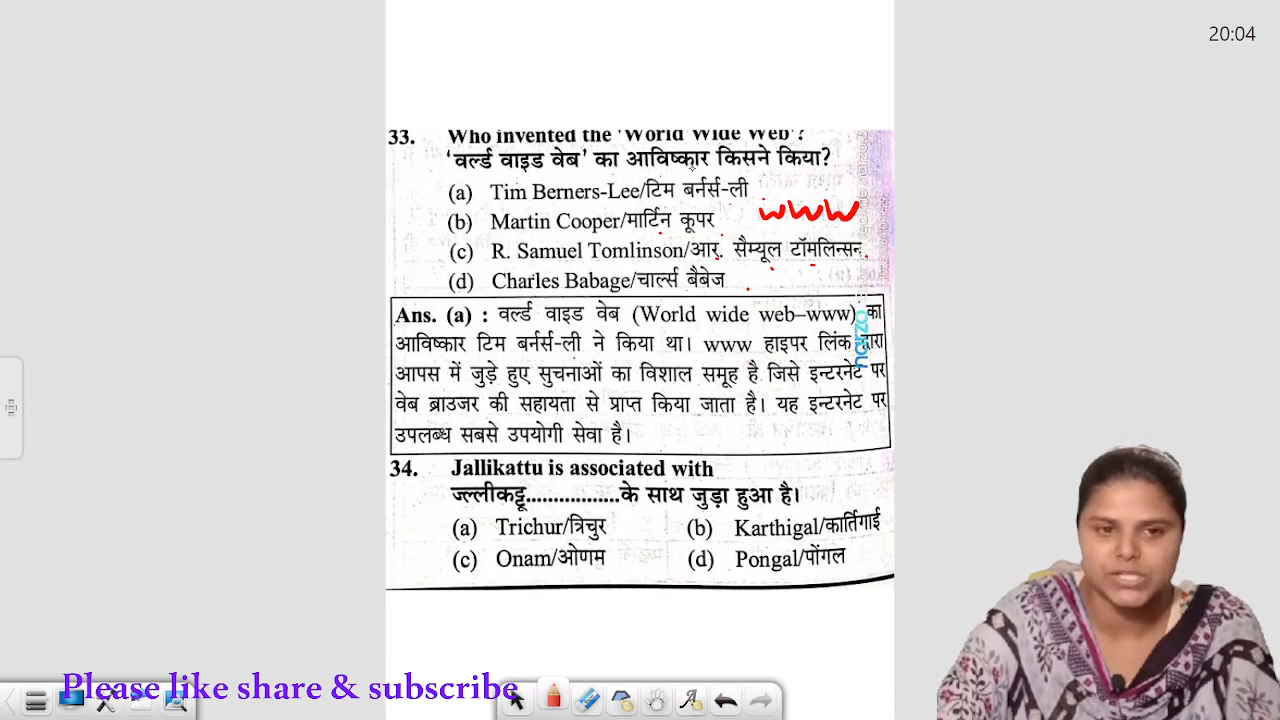 20:04
33. Who invented the 'World Wide Web'?
'वर्ल्ड वाइड वेब' का आविष्कार किसने किया?
(a) Tim Berners-Lee/टिम बर्नर्स-ली
www
(b) Martin Cooper/मार्टिन कूपर
(c) R. Samuel Tomlinson/आर. सैम्यूल टॉमलिन्सन
(d) Charles Babage/चार्ल्स बैबेज
Ans. (a) : वर्ल्ड वाइड वेब (World wide web–www) का
आविष्कार टिम बर्नर्स-ली ने किया था। www हाइपर लिंक द्वारा
आपस में जुड़े हुए सुचनाओं का विशाल समूह है जिसे इन्टरनेट पर
वेब ब्राउजर की सहायता से प्राप्त किया जाता है। यह इन्टरनेट पर
उपलब्ध सबसे उपयोगी सेवा है।
narzo
34. Jallikattu is associated with
ज्ल्लीकट्टू................के साथ जुड़ा हुआ है।
(a) Trichur/त्रिचुर (b) Karthigal/कार्तिगाई
(c) Onam/ओणम (d) Pongal/पोंगल
Please like share & subscribe